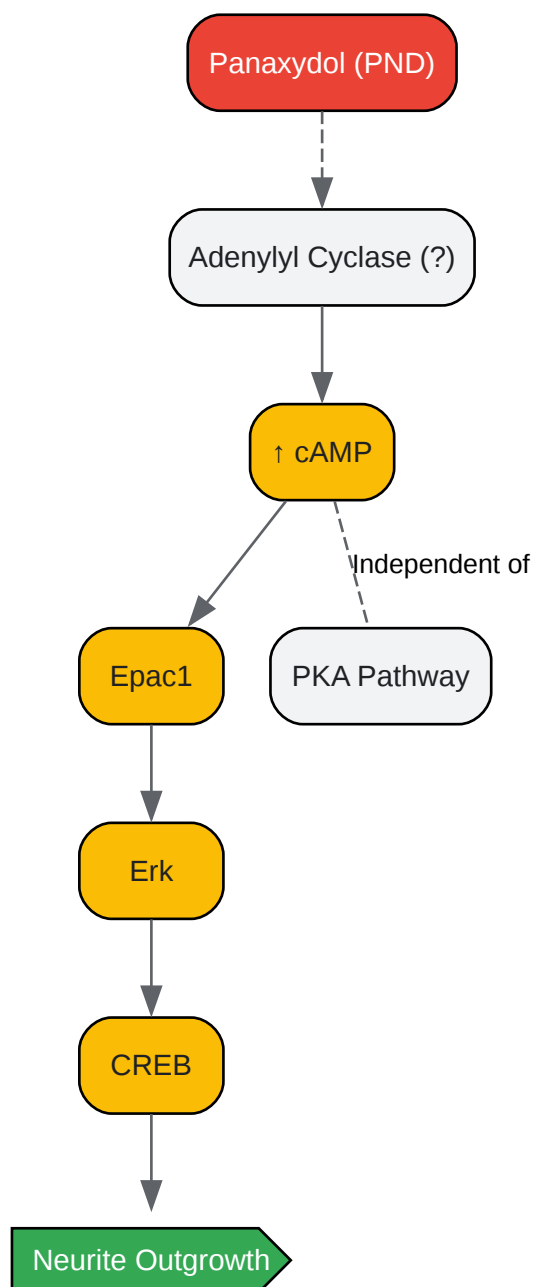 Panaxydol (PND)
Adenylyl Cyclase (?)
↑ cAMP
Independent of
Epac1
PKA Pathway
Erk
CREB
Neurite Outgrowth